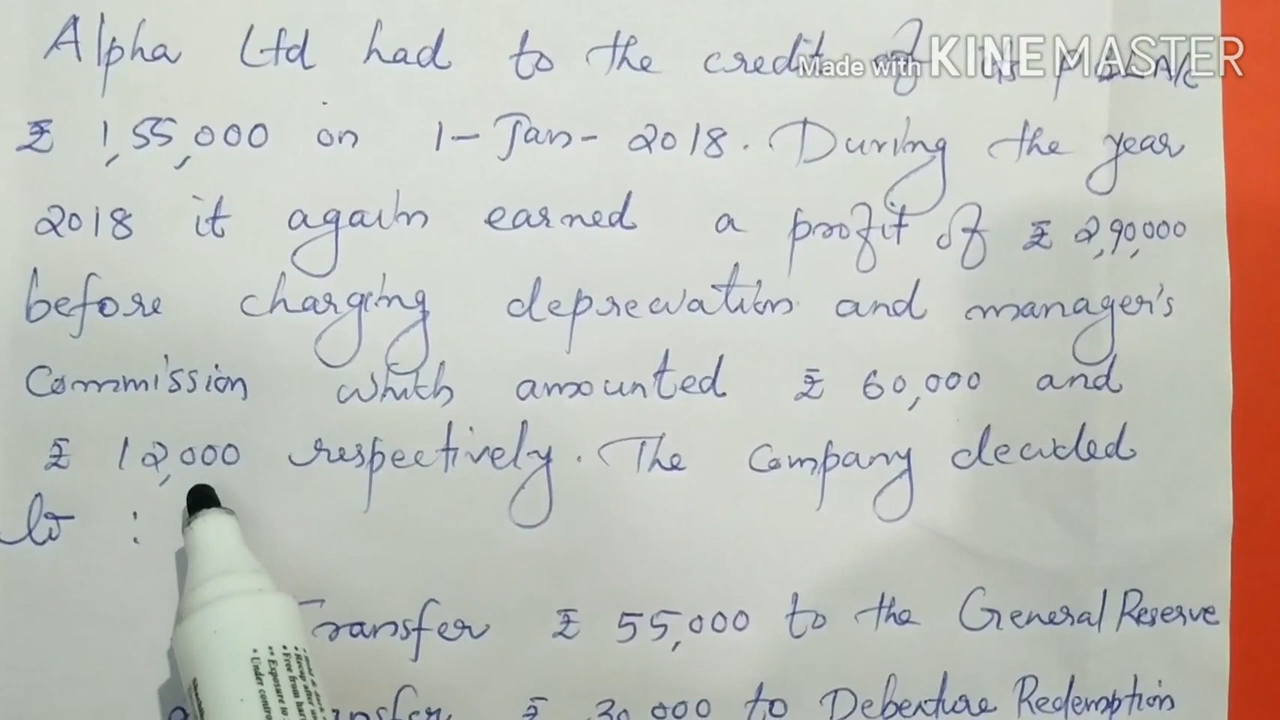 Alpha Ltd had to the credit of its P&L A/c
Made with KINEMASTER
₹ 1,55,000 on 1-Jan-2018. During the year
2018 it again earned a profit of ₹ 2,90,000
before charging depreciation and manager's
Commission which amounted ₹ 60,000 and
₹ 12,000 respectively. The Company decided
to :
Transfer ₹ 55,000 to the General Reserve
₹ 30,000 to Debenture Redemption